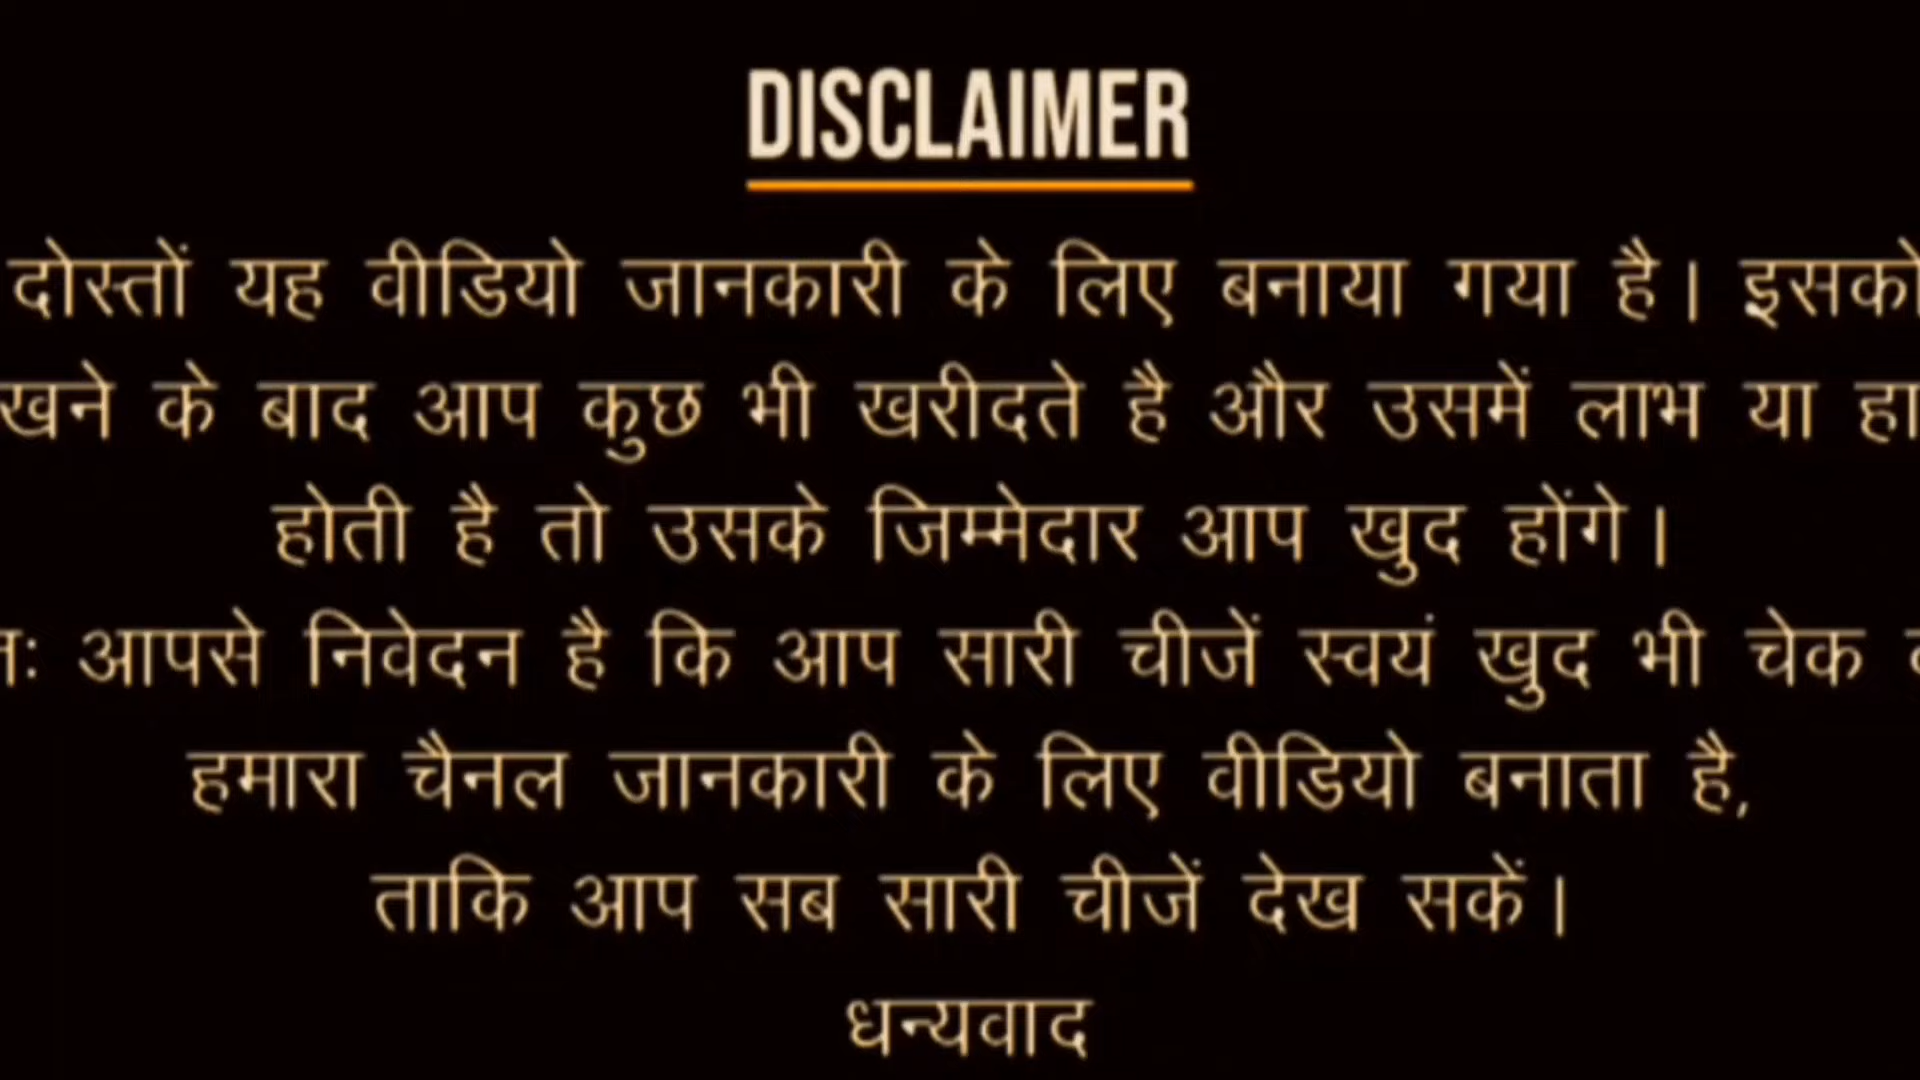 DISCLAIMER
दोस्तों यह वीडियो जानकारी के लिए बनाया गया है। इसको
खने के बाद आप कुछ भी खरीदते है और उसमें लाभ या हा
होती है तो उसके जिम्मेदार आप खुद होंगे।
आपसे निवेदन है कि आप सारी चीजें स्वयं खुद भी चेक
हमारा चैनल जानकारी के लिए वीडियो बनाता है,
ताकि आप सब सारी चीजें देख सकें।
धन्यवाद